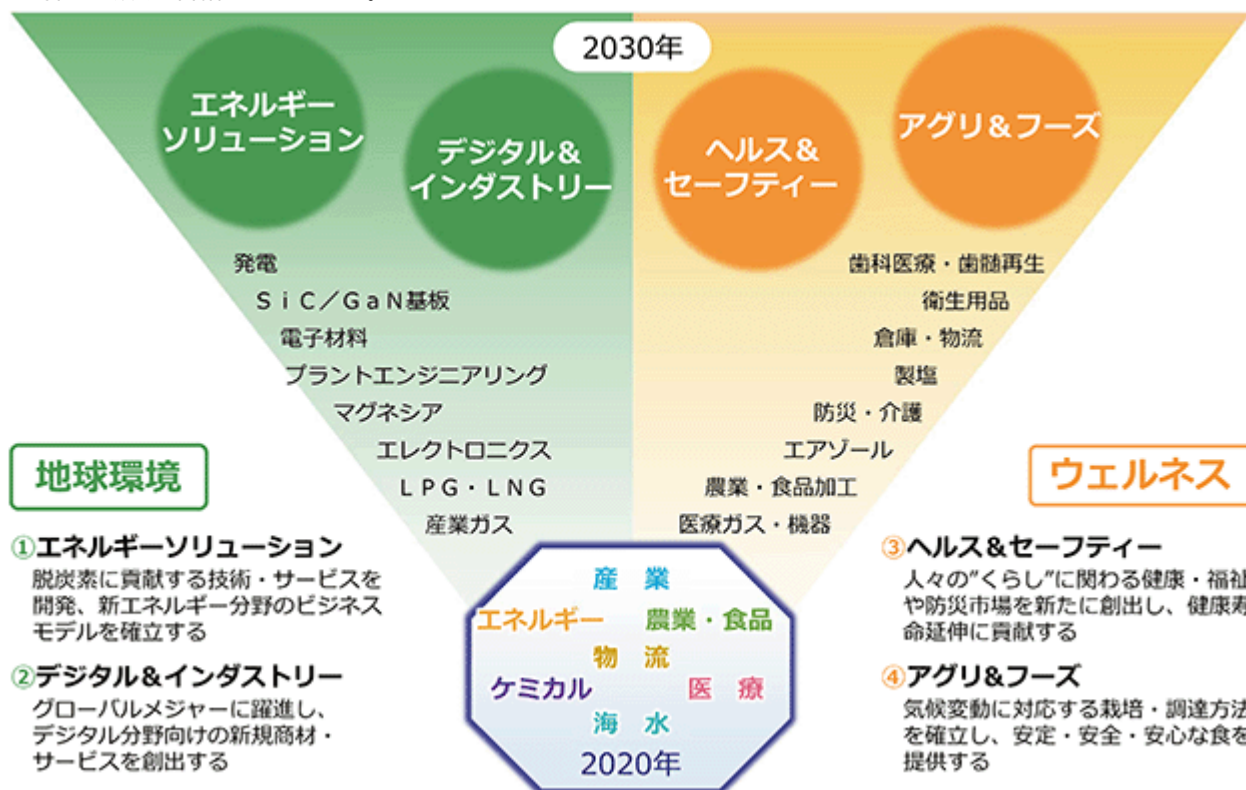 2030年
エネルギー
ソリューション
デジタル＆
インダストリー
ヘルス＆
セーフティー
アグリ&フーズ
発電
ＳｉＣ／ＧａＮ基板
電子材料
プラントエンジニアリング
マグネシア
エレクトロニクス
ＬＰＧ・ＬＮＧ
産業ガス
歯科医療・歯髄再生
衛生用品
倉庫・物流
製塩
防災・介護
エアゾール
農業・食品加工
医療ガス・機器
地球環境
①エネルギーソリューション
脱炭素に貢献する技術・サービスを
開発、新エネルギー分野のビジネス
モデルを確立する
②デジタル＆インダストリー
グローバルメジャーに躍進し、
デジタル分野向けの新規商材・
サービスを創出する
産 業
エネルギー 農業・食品
物 流
ケミカル 医 療
海 水
2020年
ウェルネス
③ヘルス＆セーフティー
人々の”くらし”に関わる健康・福祉
や防災市場を新たに創出し、健康寿
命延伸に貢献する
④アグリ&フーズ
気候変動に対応する栽培・調達方法
を確立し、安定・安全・安心な食を
提供する